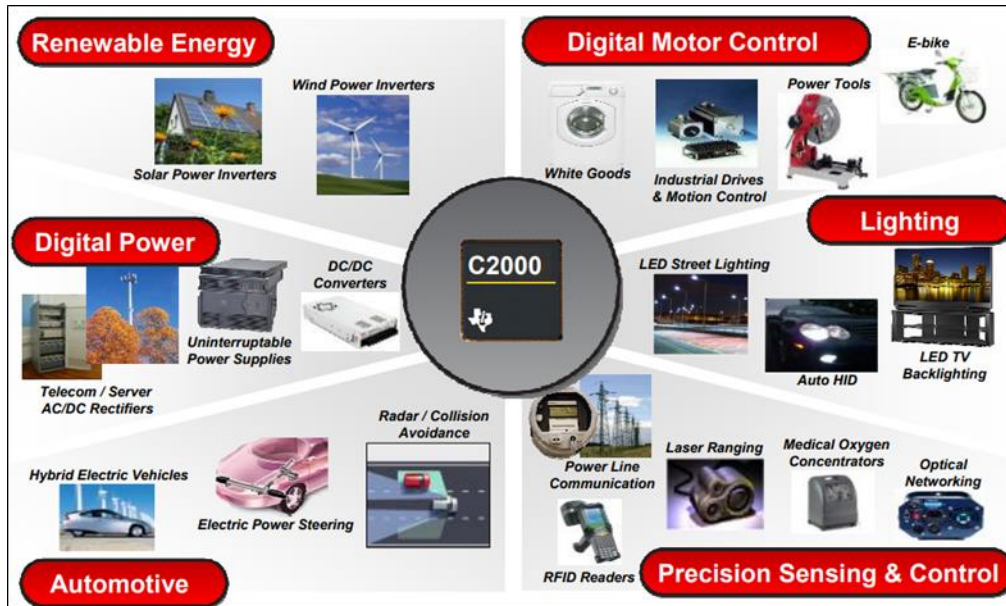 Renewable Energy
Wind Power Inverters
Solar Power Inverters
Digital Motor Control
E-bike
Power Tools
White Goods
Industrial Drives
& Motion Control
Digital Power
DC/DC
Converters
Uninterruptable
Power Supplies
Telecom / Server
AC/DC Rectifiers
C2000
Lighting
LED Street Lighting
Auto HID
LED TV
Backlighting
Radar / Collision
Avoidance
Hybrid Electric Vehicles
Electric Power Steering
Automotive
Power Line
Communication
Laser Ranging
Medical Oxygen
Concentrators
Optical
Networking
RFID Readers
Precision Sensing & Control